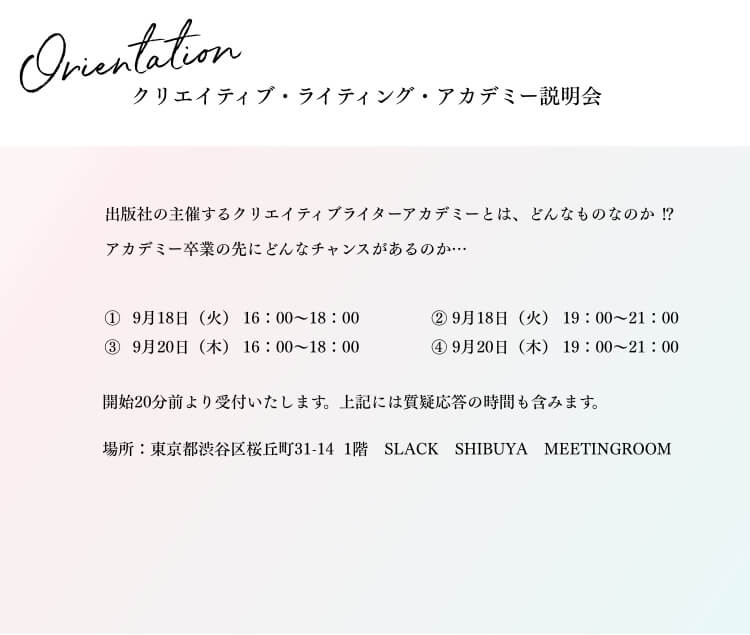 Orientation
クリエイティブ・ライティング・アカデミー説明会
出版社の主催するクリエイティブライターアカデミーとは、どんなものなのか !?
アカデミー卒業の先にどんなチャンスがあるのか…
① 9月18日（火） 16：00〜18：00 ② 9月18日（火） 19：00〜21：00
③ 9月20日（木） 16：00〜18：00 ④ 9月20日（木） 19：00〜21：00
開始20分前より受付いたします。上記には質疑応答の時間も含みます。
場所：東京都渋谷区桜丘町31-14 1階　SLACK　SHIBUYA　MEETINGROOM